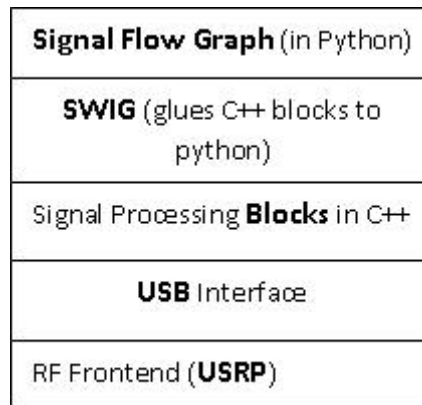 Signal Flow Graph (in Python)
SWIG (glues C++ blocks to
python)
Signal Processing Blocks in C++
USB Interface
RF Frontend (USRP)